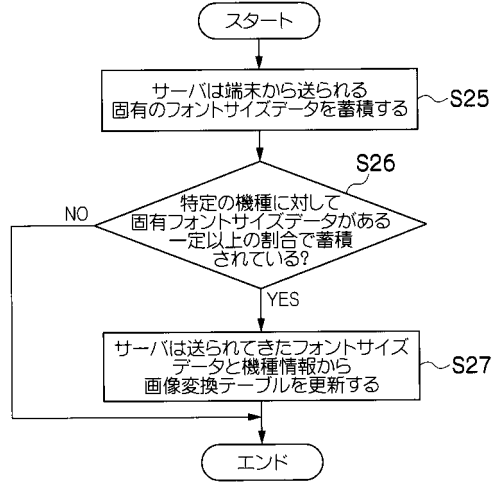 スタート
サーバは端末から送られる
固有のフォントサイズデータを蓄積する
S25
S26
特定の機種に対して
固有フォントサイズデータがある
一定以上の割合で蓄積
されている?
NO
YES
サーバは送られてきたフォントサイズ
データと機種情報から
画像変換テーブルを更新する
S27
エンド